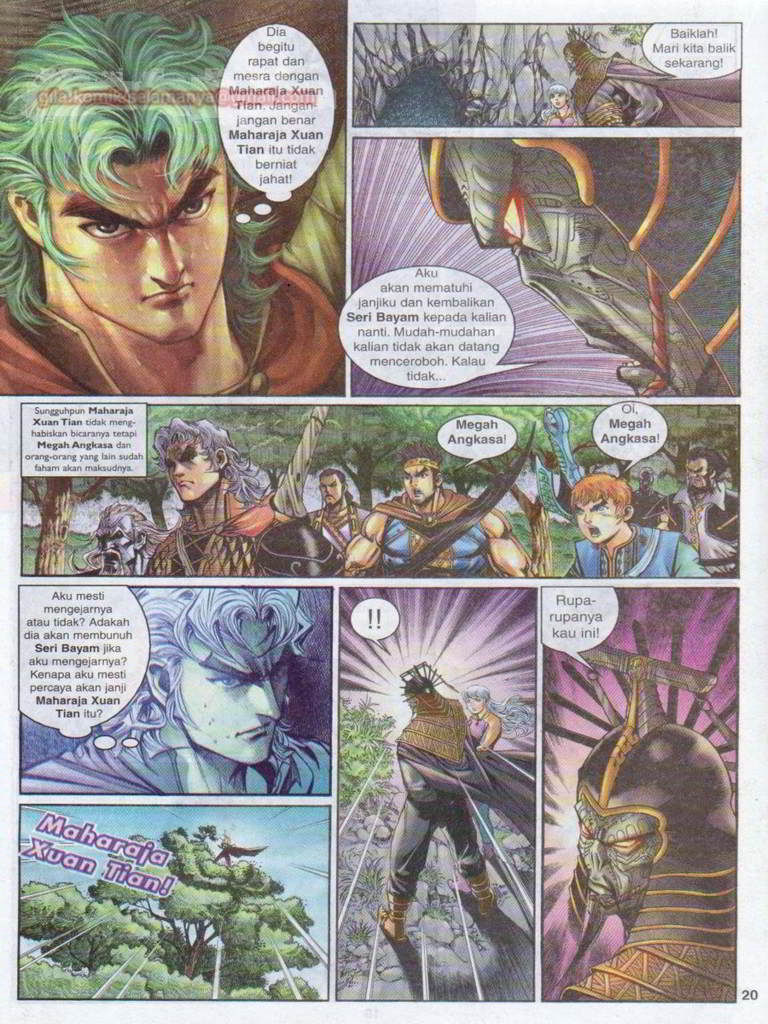 Dia
begitu
rapat dan
mesra dengan
Maharaja Xuan
Tian. Jangan-
jangan benar
Maharaja Xuan
Tian itu tidak
berniat
jahat!
Baiklah!
Mari kita balik
sekarang!
Aku
akan mematuhi
janjiku dan kembalikan
Seri Bayam kepada kalian
nanti. Mudah-mudahan
kalian tidak akan datang
menceroboh. Kalau
tidak...
Sungguhpun Maharaja
Xuan Tian tidak meng-
habiskan bicaranya tetapi
Megah Angkasa dan
orang-orang yang lain sudah
faham akan maksudnya.
Megah
Angkasa!
Oi,
Megah
Angkasa!
Aku mesti
mengejarnya
atau tidak? Adakah
dia akan membunuh
Seri Bayam jika
aku mengejarnya?
Kenapa aku mesti
percaya akan janji
Maharaja Xuan
Tian itu?
Maharaja
Xuan Tian!
!!
Rupa-
rupanya
kau ini!
20